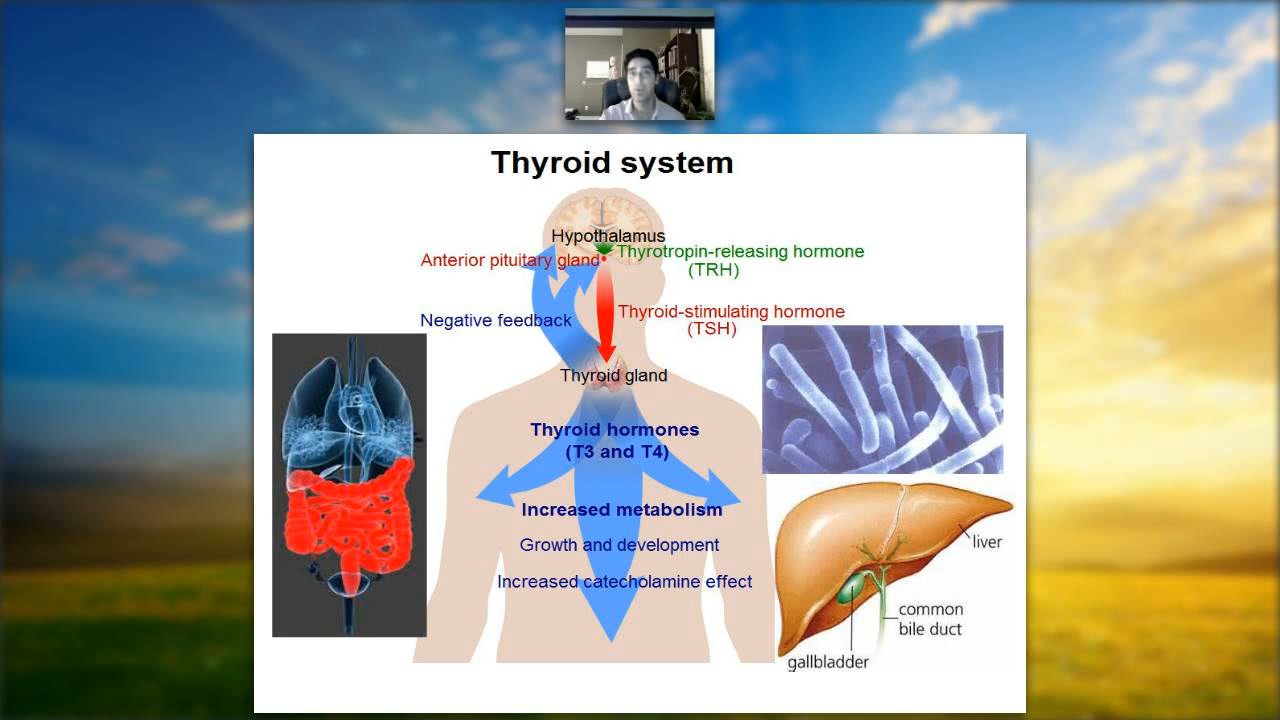 Thyroid system
Hypothalamus
Thyrotropin-releasing hormone
(TRH)
Anterior pituitary gland
Thyroid-stimulating hormone
(TSH)
Negative feedback
Thyroid gland
Thyroid hormones
(T3 and T4)
Increased metabolism
Growth and development
Increased catecholamine effect
liver
common
bile duct
gallbladder